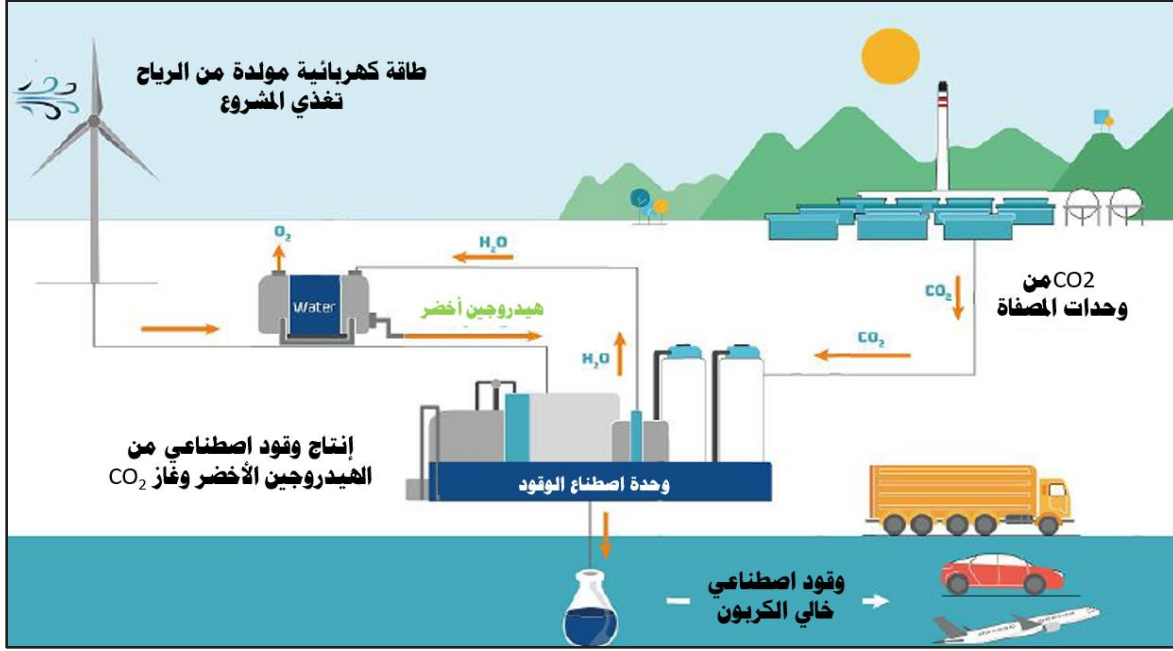 طاقة كهربائية مولدة من الرياح
تغذي المشروع
O₂
H₂O
Water
هيدروجين أخضر
H₂O
CO₂
CO₂
CO2من
وحدات المصفاة
إنتاج وقود اصطناعي من
الهيدروجين الأخضر وغاز CO₂
وحدة اصطناع الوقود
وقود اصطناعي
خالي الكربون